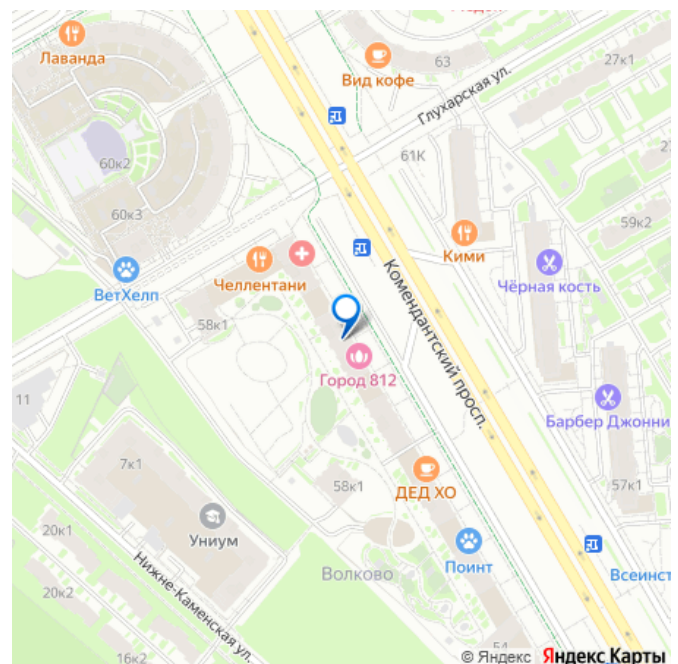 Лаванда
63
Вид кофе
27к1
Глухарская ул.
60к2
61К
60к3
59к2
Кими
Чёрная кость
ВетХелп
Челлентани
58к1
Комендантский просп.
Город 812
11
Барбер Джонни
7к1
ДЕД ХО
58к1
57к1
Униум
20к1
Волково
Поинт
Всеинст
20к2
Нижне-Каменская ул.
54
16к2
© Яндекс Яндекс Карты